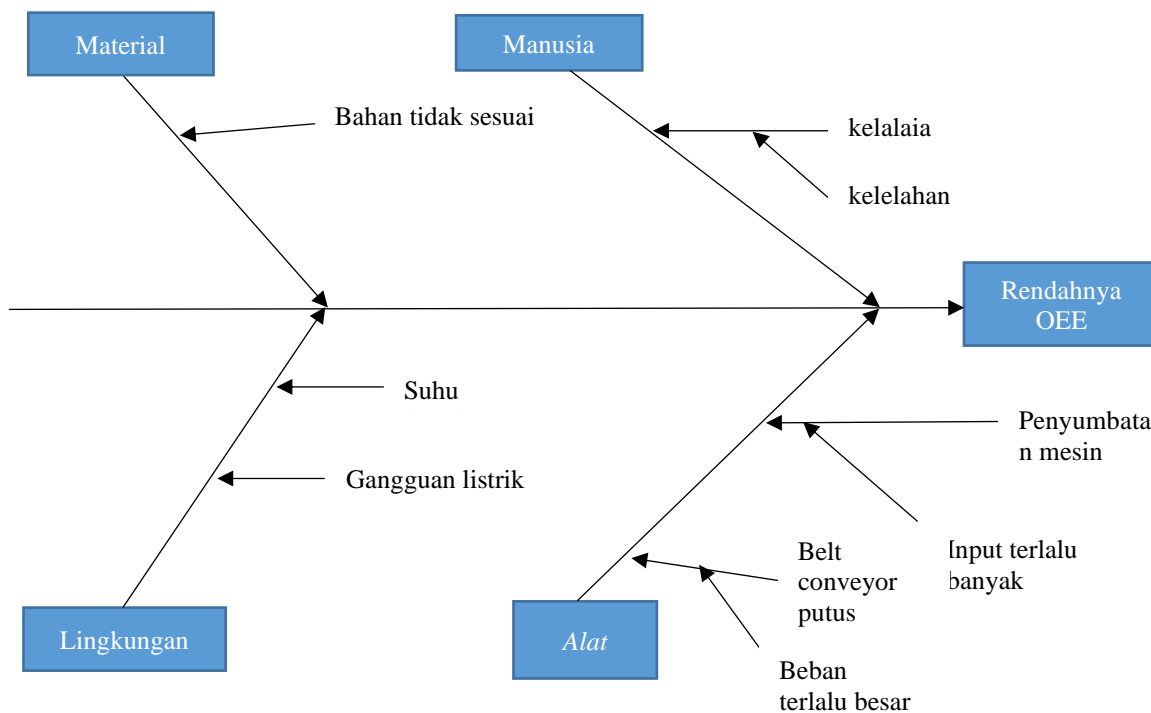 Material
Manusia
Bahan tidak sesuai
kelalaia
kelelahan
Rendahnya
OEE
Suhu
Gangguan listrik
Penyumbata
n mesin
Belt
conveyor
putus
Input terlalu
banyak
Lingkungan
Alat
Beban
terlalu besar